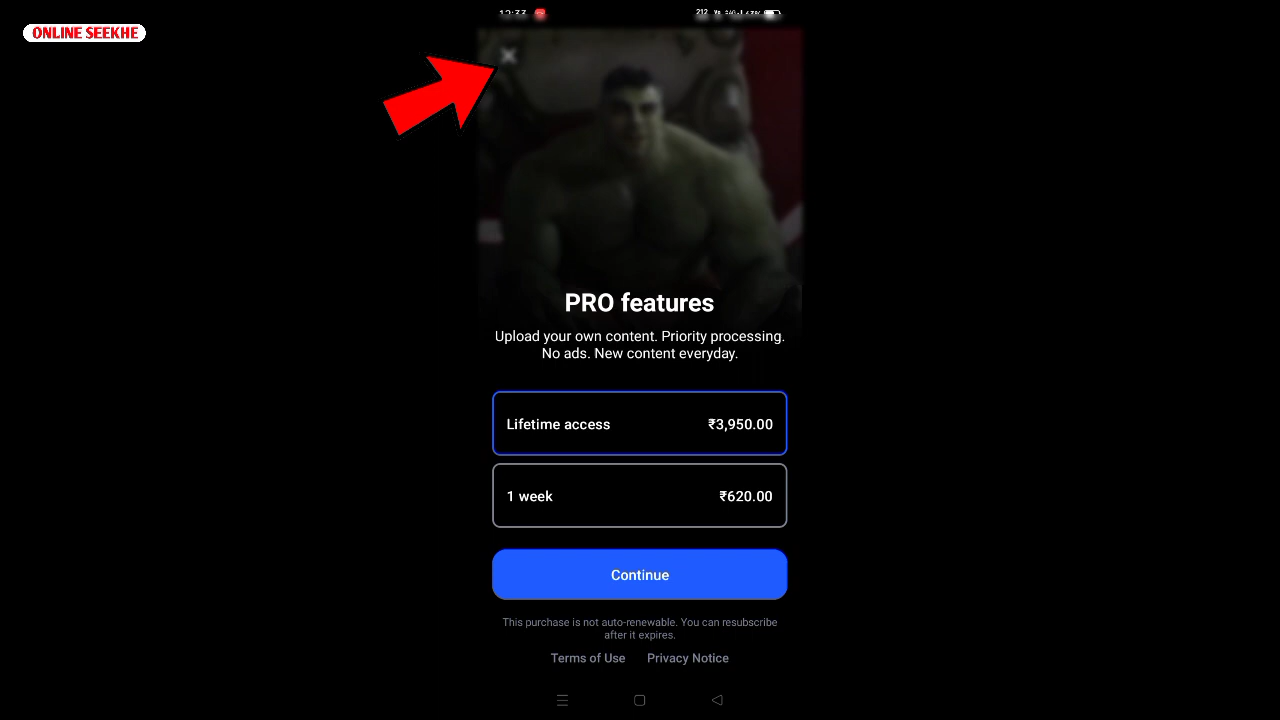 ONLINE SEEKHE
12:33
PRO features
Upload your own content. Priority processing.
No ads. New content everyday.
Lifetime access ₹3,950.00
1 week ₹620.00
Continue
This purchase is not auto-renewable. You can resubscribe
after it expires.
Terms of Use Privacy Notice